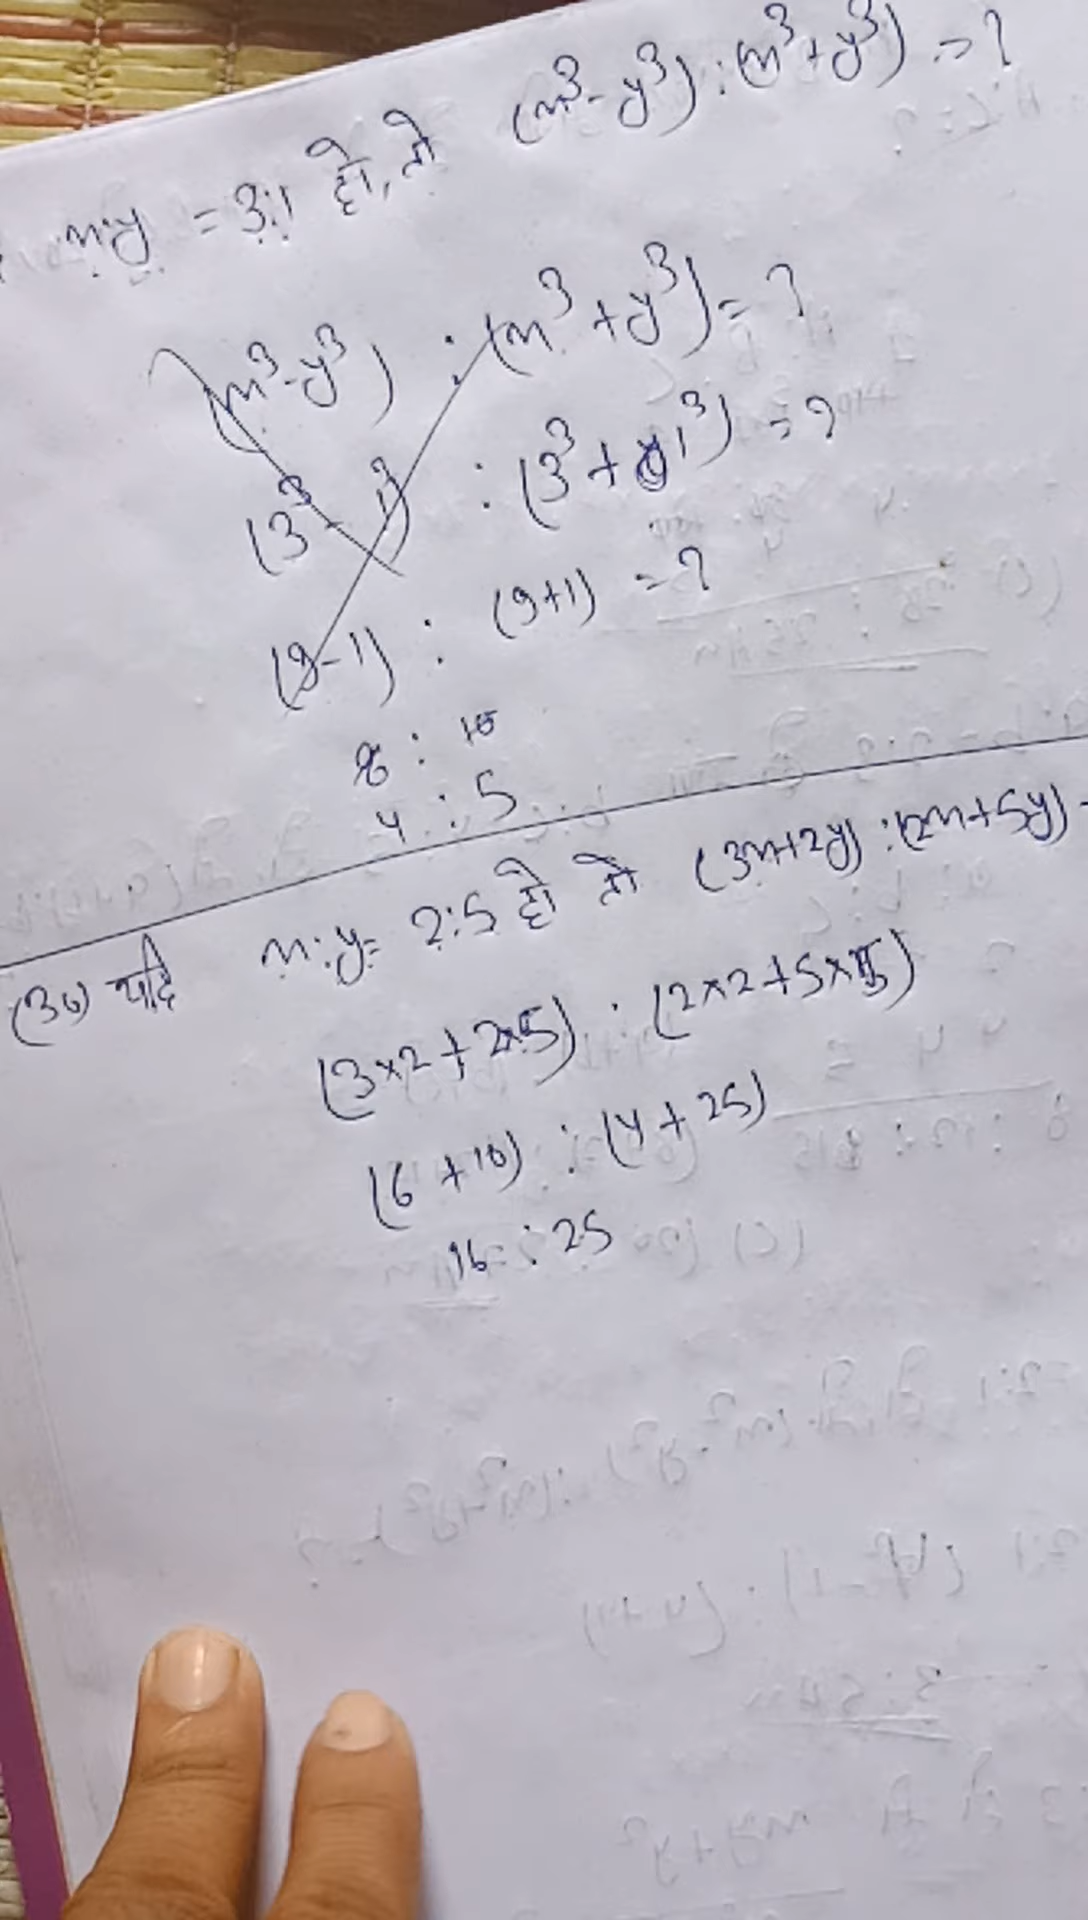 x:y = 3:1 हो, तो (x³-y³):(x³+y³) = ?
(x³-y³) : (x³+y³) = ?
(3³-1³) : (3³+1³) = ?
(9-1) : (9+1) = ?
8 : 10
4 : 5
(36) यदि x:y = 2:5 हो तो (3x+2y):(2x+5y)
(3×2+2×5) : (2×2+5×5)
(6+10) : (4+25)
16 : 25